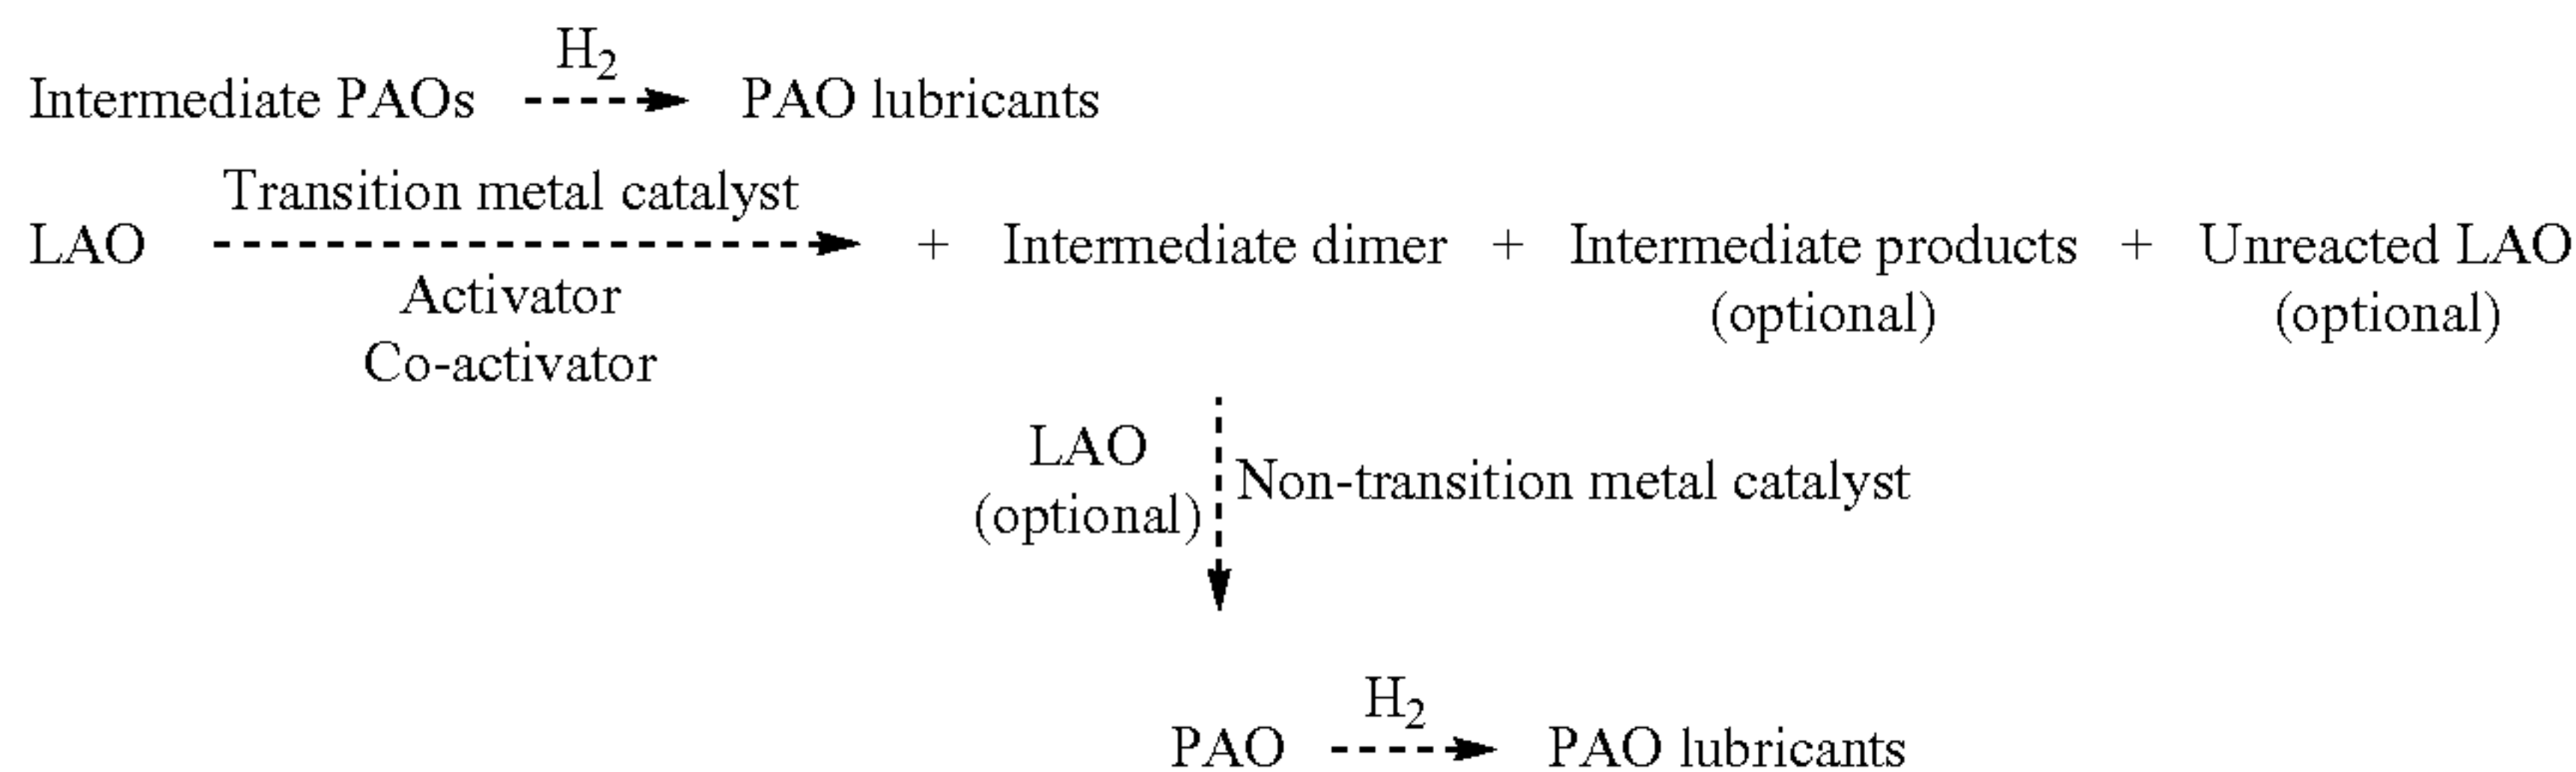 H2
Intermediate PAOs PAO lubricants
Transition metal catalyst
LAO + Intermediate dimer + Intermediate products + Unreacted LAO
(optional) (optional)
Activator
Co-activator
LAO
(optional)
Non-transition metal catalyst
H2
PAO PAO lubricants